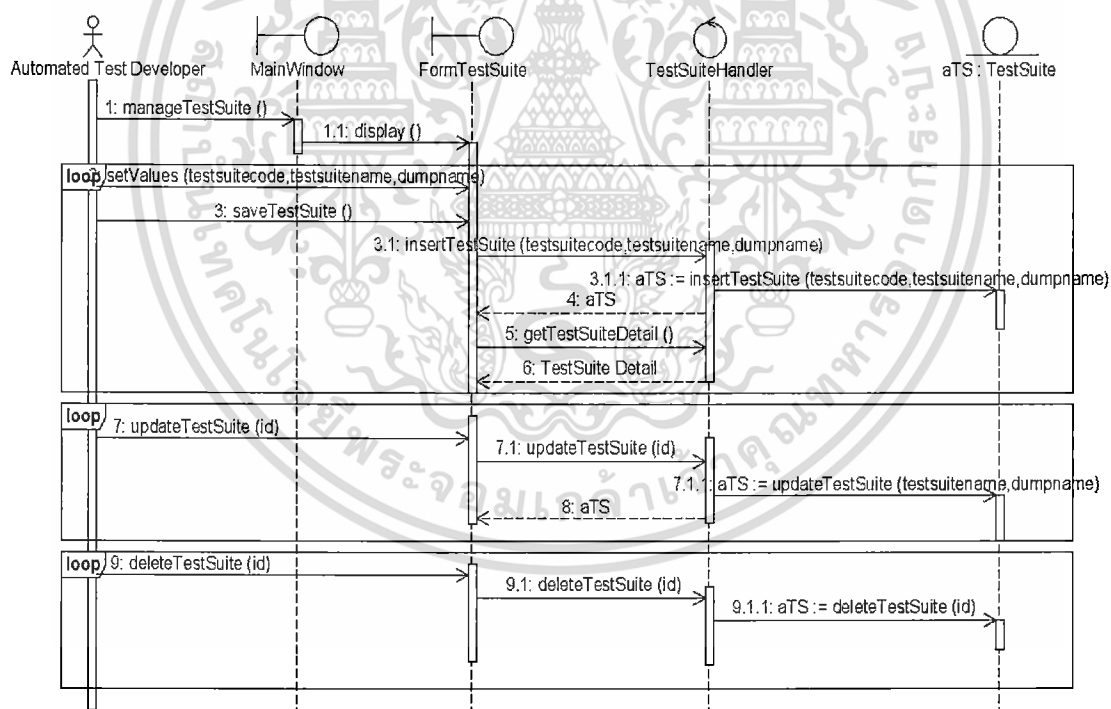 Automated Test Developer
MainWindow
FormTestSuite
TestSuiteHandler
aTS : TestSuite
1: manageTestSuite ()
1.1: display ()
loop
setValues (testsuitecode,testsuitename,dumpname)
3: saveTestSuite ()
3.1: insertTestSuite (testsuitecode,testsuitename,dumpname)
3.1.1: aTS := insertTestSuite (testsuitecode,testsuitename,dumpname)
4: aTS
5: getTestSuiteDetail ()
6: TestSuite Detail
loop
7: updateTestSuite (id)
7.1: updateTestSuite (id)
7.1.1: aTS := updateTestSuite (testsuitename,dumpname)
8: aTS
loop
9: deleteTestSuite (id)
9.1: deleteTestSuite (id)
9.1.1: aTS := deleteTestSuite (id)